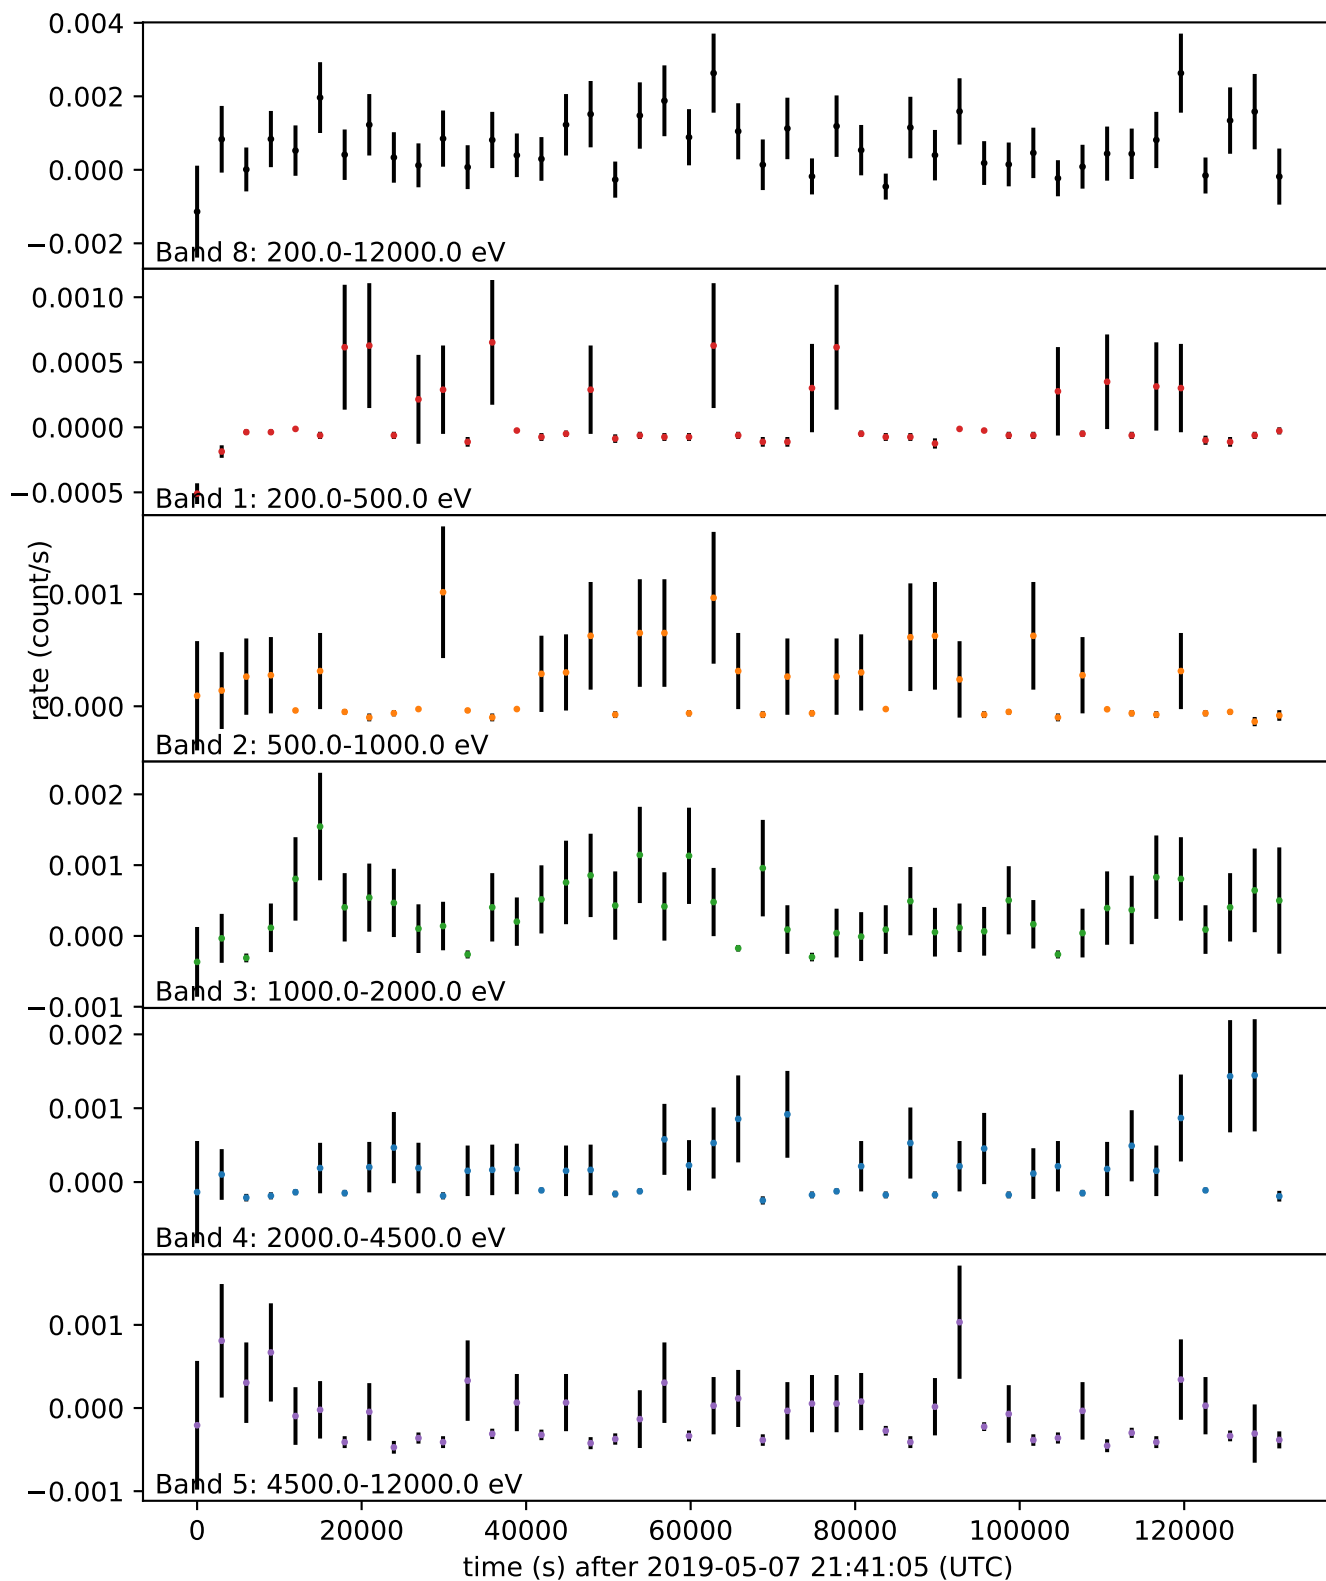 0.004
0.002
0.000
−0.002
Band 8: 200.0-12000.0 eV
0.0010
0.0005
0.0000
−0.0005
Band 1: 200.0-500.0 eV
rate (count/s)
0.001
0.000
Band 2: 500.0-1000.0 eV
0.002
0.001
0.000
−0.001
Band 3: 1000.0-2000.0 eV
0.002
0.001
0.000
Band 4: 2000.0-4500.0 eV
0.001
0.000
−0.001
Band 5: 4500.0-12000.0 eV
0 20000 40000 60000 80000 100000 120000
time (s) after 2019-05-07 21:41:05 (UTC)